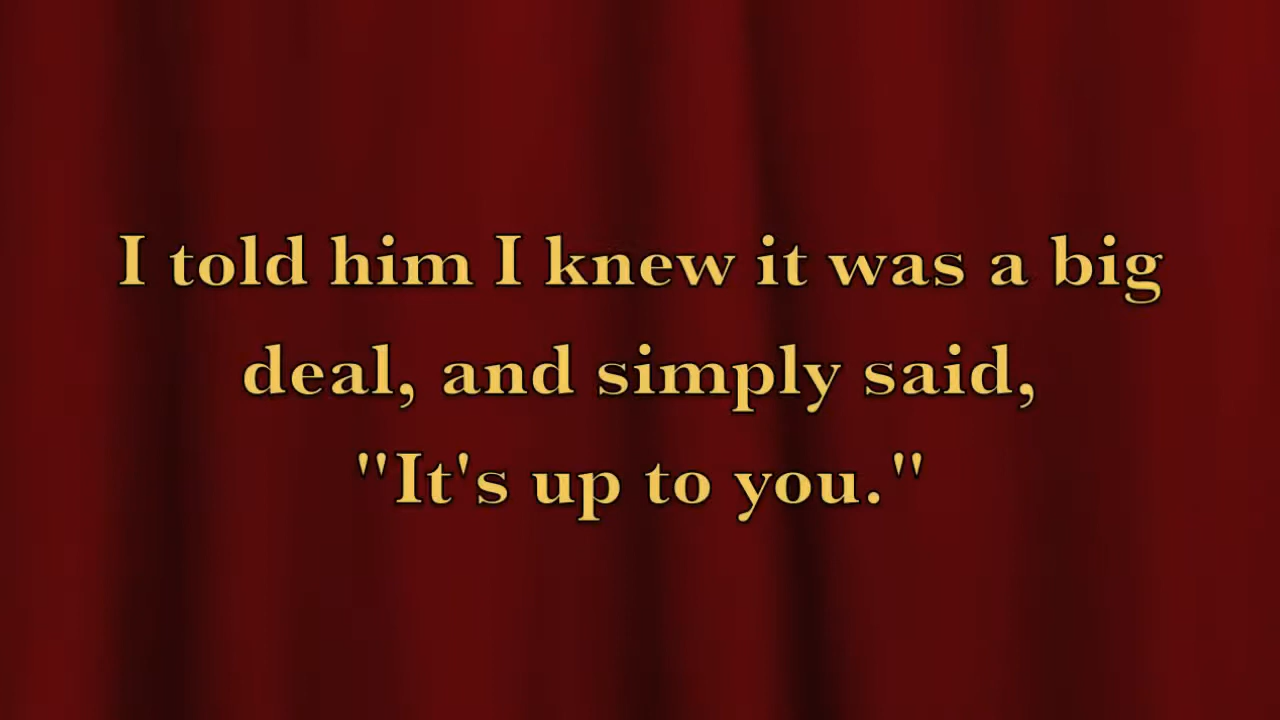 I told him I knew it was a big
deal, and simply said,
"It's up to you."